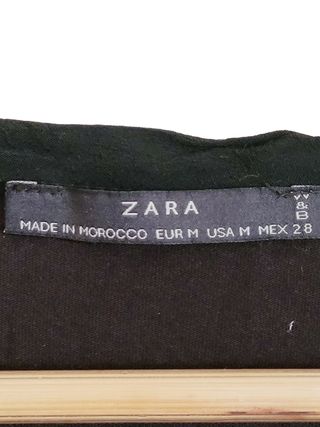 ZARA
W
&
B
MADE IN MOROCCO EUR M USA M MEX 28